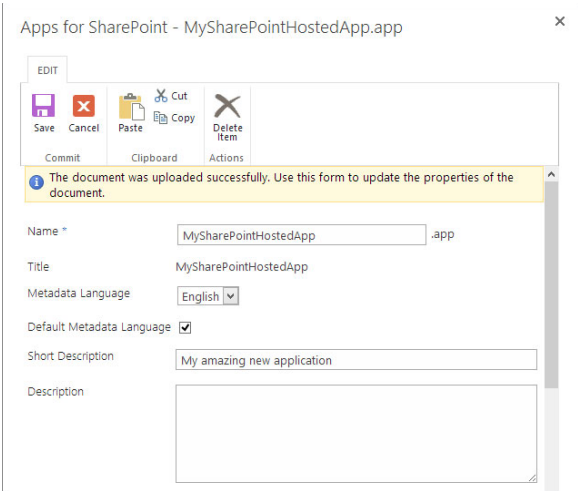 Apps for SharePoint - MySharePointHostedApp.app
EDIT
Save
Cancel
Paste
Cut
Copy
Delete
Item
Commit
Clipboard
Actions
The document was uploaded successfully. Use this form to update the properties of the
document.
Name *
MySharePointHostedApp
.app
Title
MySharePointHostedApp
Metadata Language
English
Default Metadata Language
Short Description
My amazing new application
Description